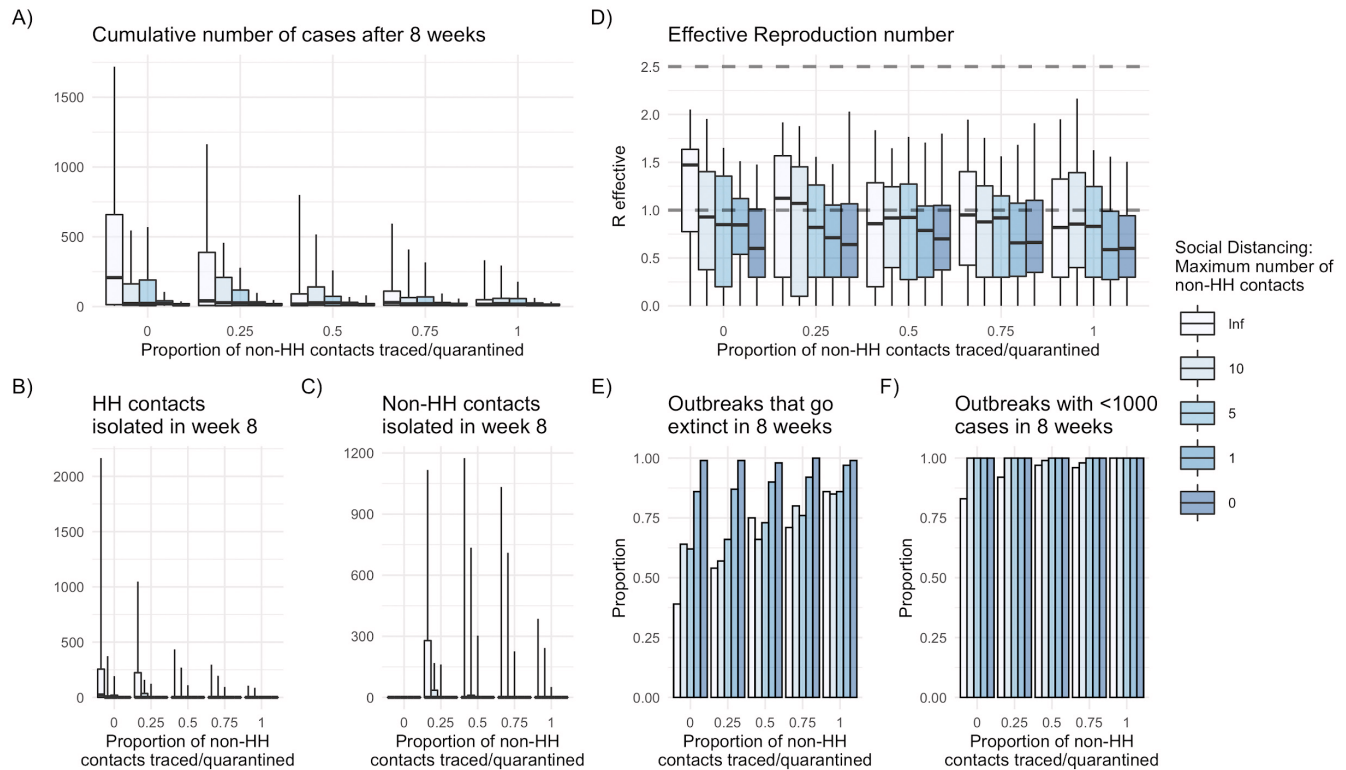 A)
Cumulative number of cases after 8 weeks
1500
1000
500
0
0 0.25 0.5 0.75 1
Proportion of non-HH contacts traced/quarantined
D)
Effective Reproduction number
R effective
2.5
2.0
1.5
1.0
0.5
0.0
0 0.25 0.5 0.75 1
Proportion of non-HH contacts traced/quarantined
Social Distancing:
Maximum number of
non-HH contacts
Inf
10
5
1
0
B)
HH contacts
isolated in week 8
2000
1500
1000
500
0
0 0.25 0.5 0.75 1
Proportion of non-HH
contacts traced/quarantined
C)
Non-HH contacts
isolated in week 8
1200
900
600
300
0
0 0.25 0.5 0.75 1
Proportion of non-HH
contacts traced/quarantined
E)
Outbreaks that go
extinct in 8 weeks
Proportion
1.00
0.75
0.50
0.25
0.00
0 0.25 0.5 0.75 1
Proportion of non-HH
contacts traced/quarantined
F)
Outbreaks with <1000
cases in 8 weeks
Proportion
1.00
0.75
0.50
0.25
0.00
0 0.25 0.5 0.75 1
Proportion of non-HH
contacts traced/quarantined